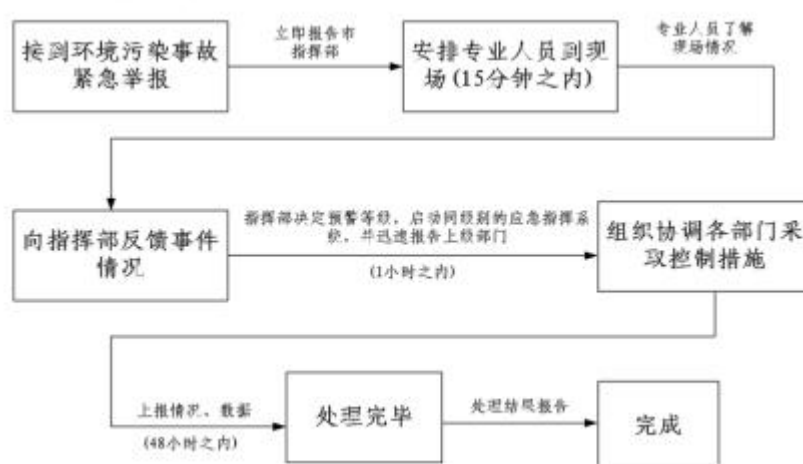 接到环境污染事故
紧急举报
立即报告市
指挥部
安排专业人员到现
场(15分钟之内)
专业人员了解
现场情况
向指挥部反馈事件
情况
指挥部决定预警等级，启动同级别的应急指挥系
统，并迅速报告上级部门
(1小时之内)
组织协调各部门采
取控制措施
上报情况、数据
(48小时之内)
处理完毕
处理结果报告
完成